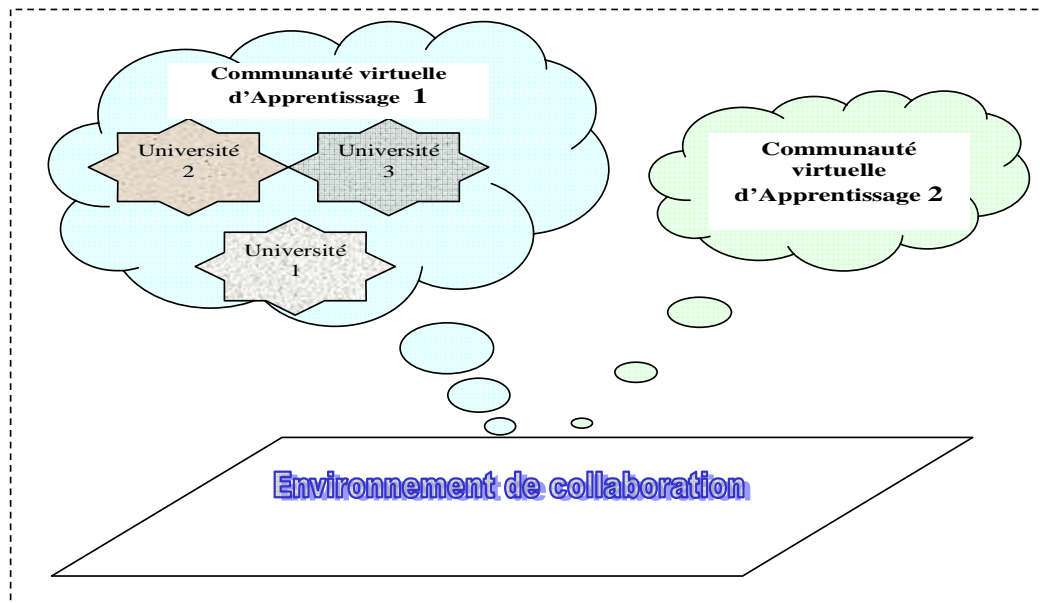 Communauté virtuelle
d'Apprentissage 1
Université
2
Université
3
Université
1
Communauté
virtuelle
d'Apprentissage 2
Environnement de collaboration